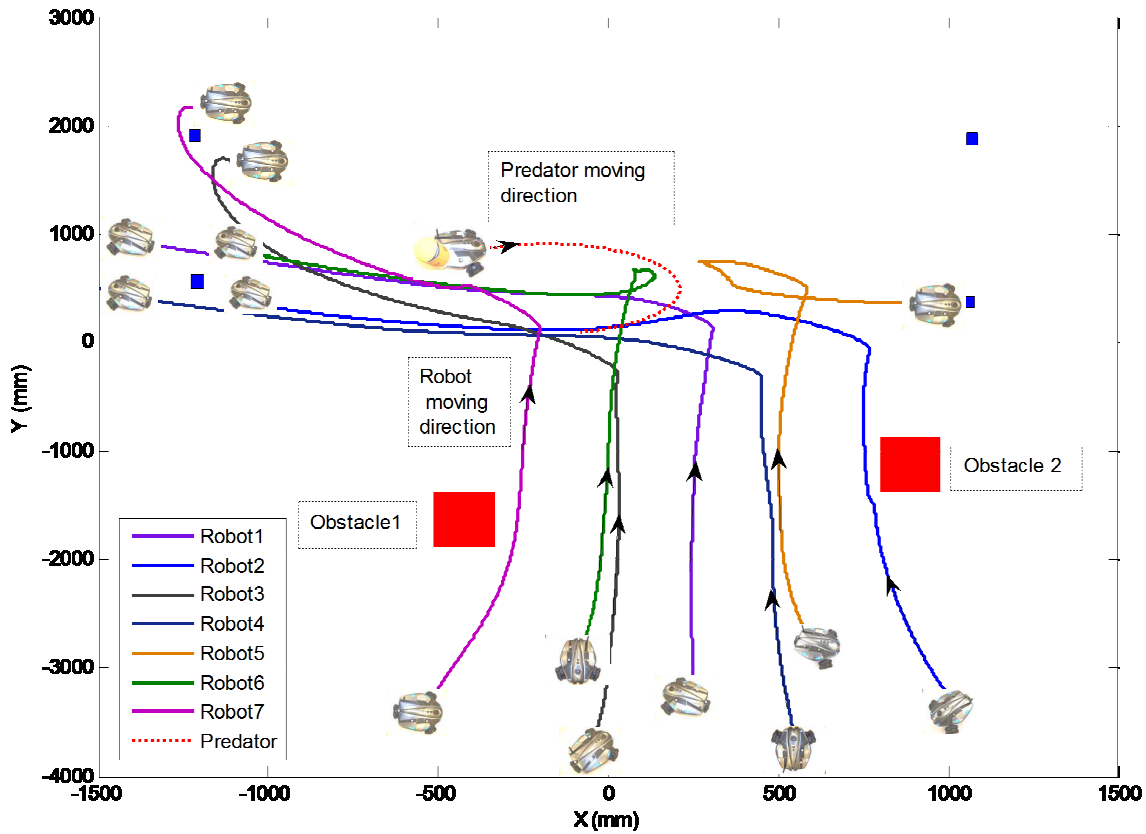 3000
2000
1000
0
-1000
-2000
-3000
-4000
Y (mm)
Predator moving
direction
Robot
moving
direction
Obstacle 2
Obstacle1
Robot1
Robot2
Robot3
Robot4
Robot5
Robot6
Robot7
Predator
-1500
-1000
-500
0
500
1000
1500
X (mm)